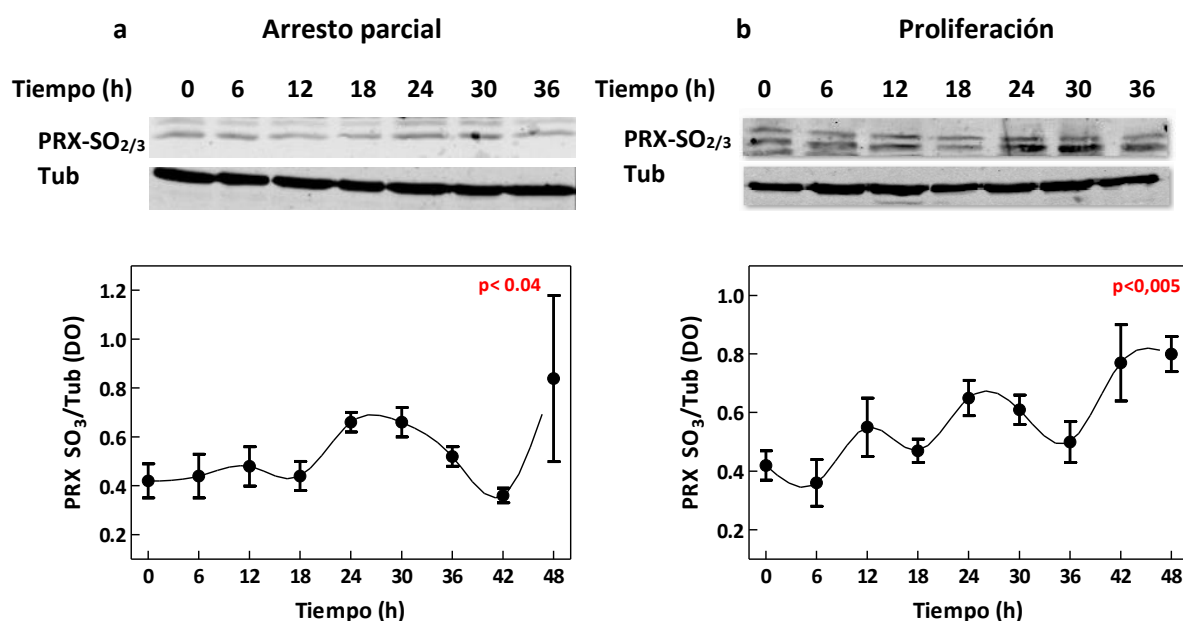 a Arresto parcial
Tiempo (h) 0 6 12 18 24 30 36
PRX-SO2/3
Tub
p< 0.04
1.2
1.0
0.8
0.6
0.4
0.2
PRX SO3/Tub (DO)
0 6 12 18 24 30 36 42 48
Tiempo (h)
b Proliferación
Tiempo (h) 0 6 12 18 24 30 36
PRX-SO2/3
Tub
p<0,005
1.0
0.8
0.6
0.4
0.2
PRX SO3/Tub (DO)
0 6 12 18 24 30 36 42 48
Tiempo (h)